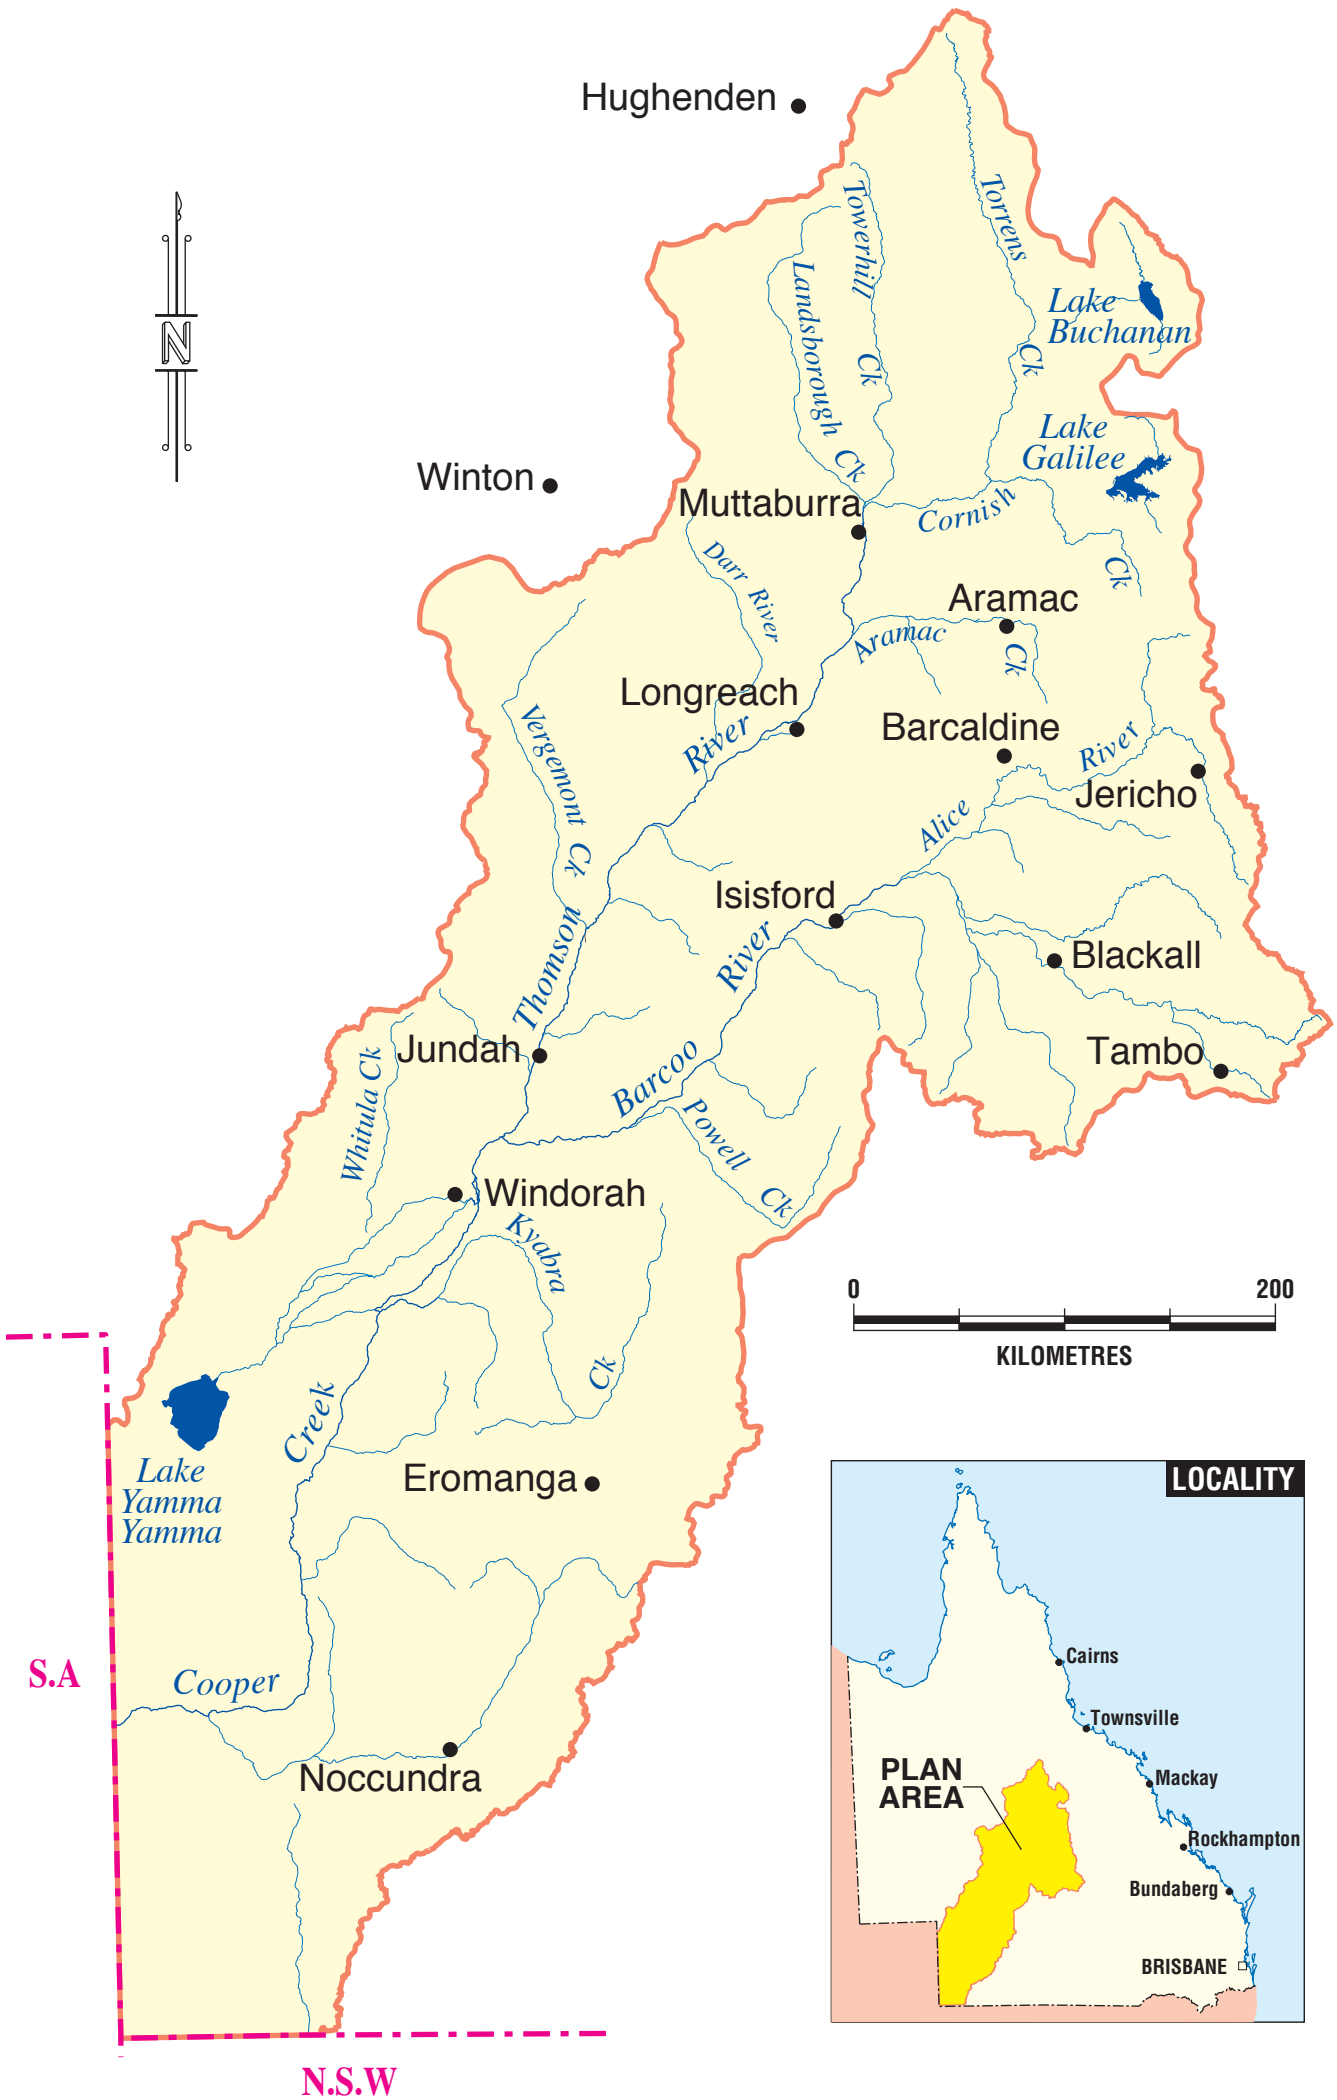 Hughenden
Towerhill
Ck
Torrens
Ck
Landsborough
Ck
Lake
Buchanan
Lake
Galilee
N
Winton
Muttaburra
Cornish
Ck
Darr River
Aramac
Aramac
Ck
Longreach
River
Barcaldine
River
Jericho
Vergemont
Ck
Alice
Isisford
Thomson
River
Blackall
Jundah
Tambo
Whitula Ck
Barcoo
Powell
Ck
Windorah
Kyabra
Ck
0 200
KILOMETRES
Creek
Lake
Yamma
Yamma
Eromanga
S.A
Cooper
Noccundra
N.S.W
LOCALITY
Cairns
Townsville
PLAN
AREA
Mackay
Rockhampton
Bundaberg
BRISBANE